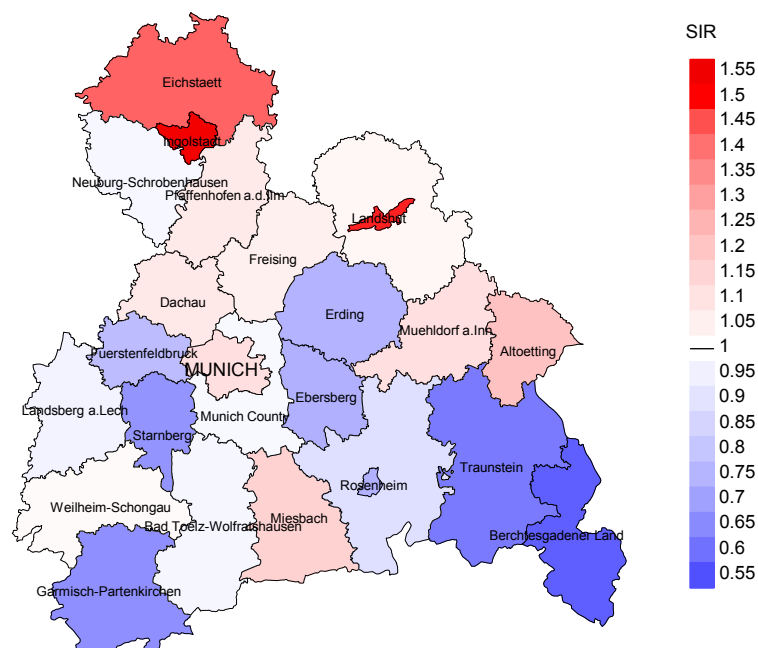 SIR
1.55
1.5
1.45
1.4
1.35
1.3
1.25
1.2
1.15
1.1
1.05
1
0.95
0.9
0.85
0.8
0.75
0.7
0.65
0.6
0.55
Eichstaett
Ingolstadt
Neuburg-Schrobenhausen
Pfaffenhofen a.d.Ilm
Landshut
Freising
Dachau
Erding
Muehldorf a.Inn
Altoetting
Fuerstenfeldbruck
MUNICH
Ebersberg
Landsberg a.Lech
Munich County
Starnberg
Traunstein
Rosenheim
Weilheim-Schongau
Miesbach
Bad Toelz-Wolfratshausen
Berchtesgadener Land
Garmisch-Partenkirchen